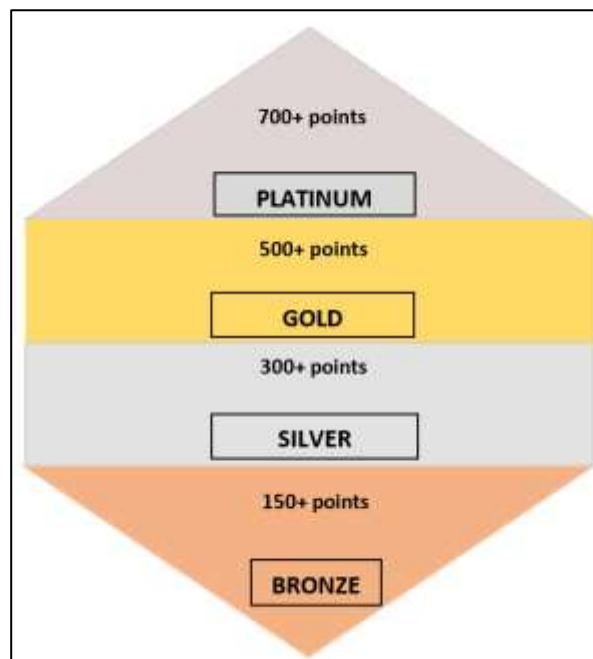 700+ points
PLATINUM
500+ points
GOLD
300+ points
SILVER
150+ points
BRONZE